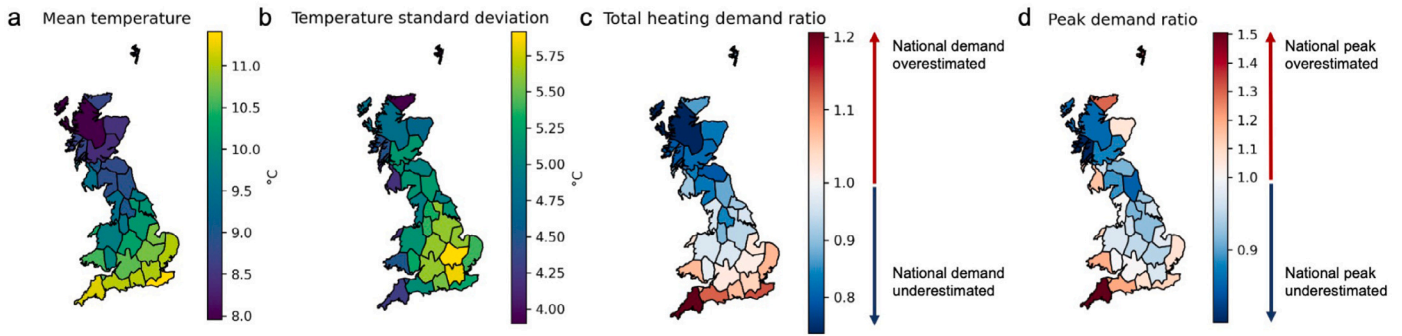 a Mean temperature
11.0
10.5
10.0
9.5
9.0
8.5
8.0
°C
b Temperature standard deviation
5.75
5.50
5.25
5.00
4.75
4.50
4.25
4.00
°C
c Total heating demand ratio
1.2
1.1
1.0
0.9
0.8
National demand
overestimated
National demand
underestimated
d Peak demand ratio
1.5
1.4
1.3
1.2
1.1
1.0
0.9
National peak
overestimated
National peak
underestimated